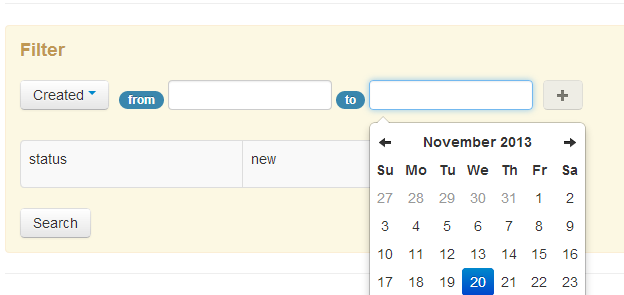 Filter
Created from to +
November 2013
Su Mo Tu We Th Fr Sa
27 28 29 30 31 1 2
3 4 5 6 7 8 9
10 11 12 13 14 15 16
17 18 19 20 21 22 23
status new
Search